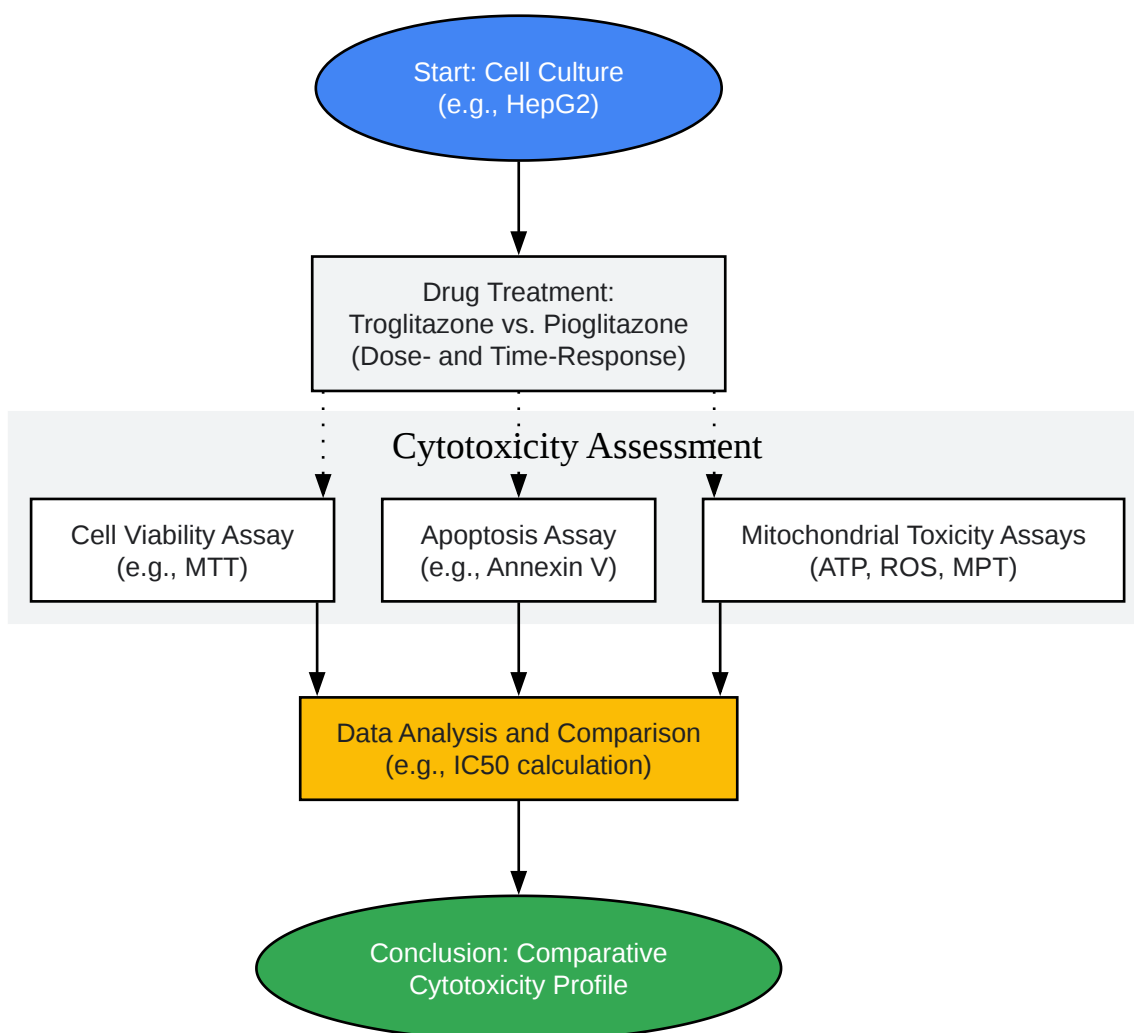 Start: Cell Culture
(e.g., HepG2)
Drug Treatment:
Troglitazone vs. Pioglitazone
(Dose- and Time-Response)
Cytotoxicity Assessment
Cell Viability Assay
(e.g., MTT)
Apoptosis Assay
(e.g., Annexin V)
Mitochondrial Toxicity Assays
(ATP, ROS, MPT)
Data Analysis and Comparison
(e.g., IC50 calculation)
Conclusion: Comparative
Cytotoxicity Profile